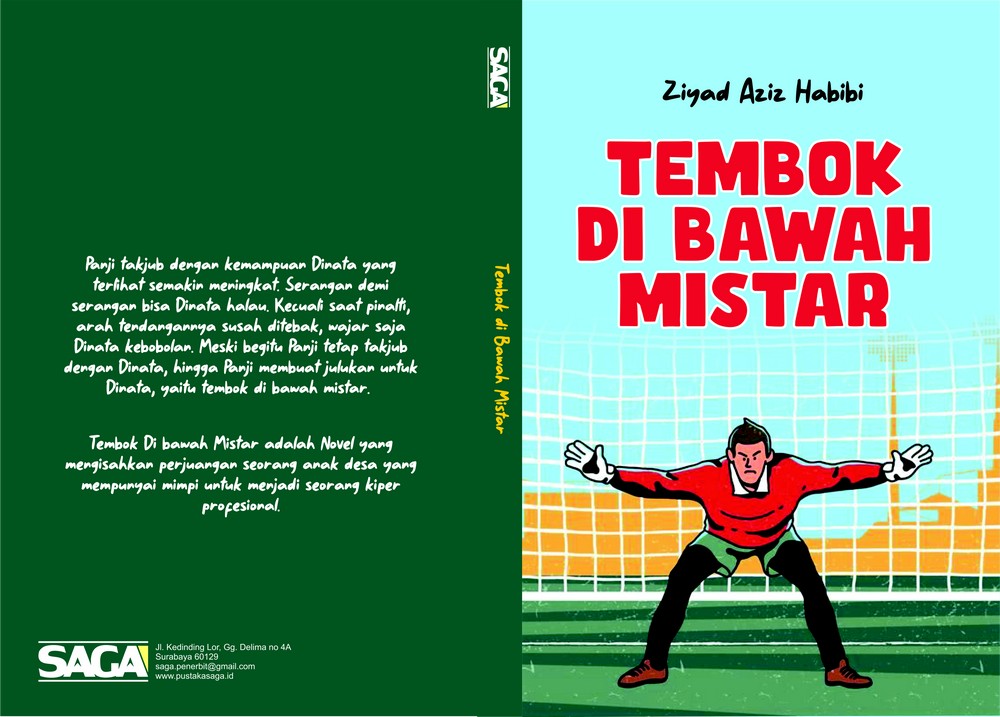 Panji takjub dengan kemampuan Dinata yang
terlihat semakin meningkat. Serangan demi
serangan bisa Dinata halau. Kecuali saat pinalti,
arah tendangannya susah ditebak, wajar saja
Dinata kebobolan. Meski begitu Panji tetap takjub
dengan Dinata, hingga Panji membuat julukan untuk
Dinata, yaitu tembok di bawah mistar.
Tembok Di bawah Mistar adalah Novel yang
mengisahkan perjuangan seorang anak desa yang
mempunyai mimpi untuk menjadi seorang kiper
profesional.
SAGA
Jl. Kedinding Lor, Gg. Delima no 4A
Surabaya 60129
saga.penerbit@gmail.com
www.pustakasaga.id
SAGA
Tembok di Bawah Mistar
Ziyad Aziz Habibi
TEMBOK
DI BAWAH
MISTAR